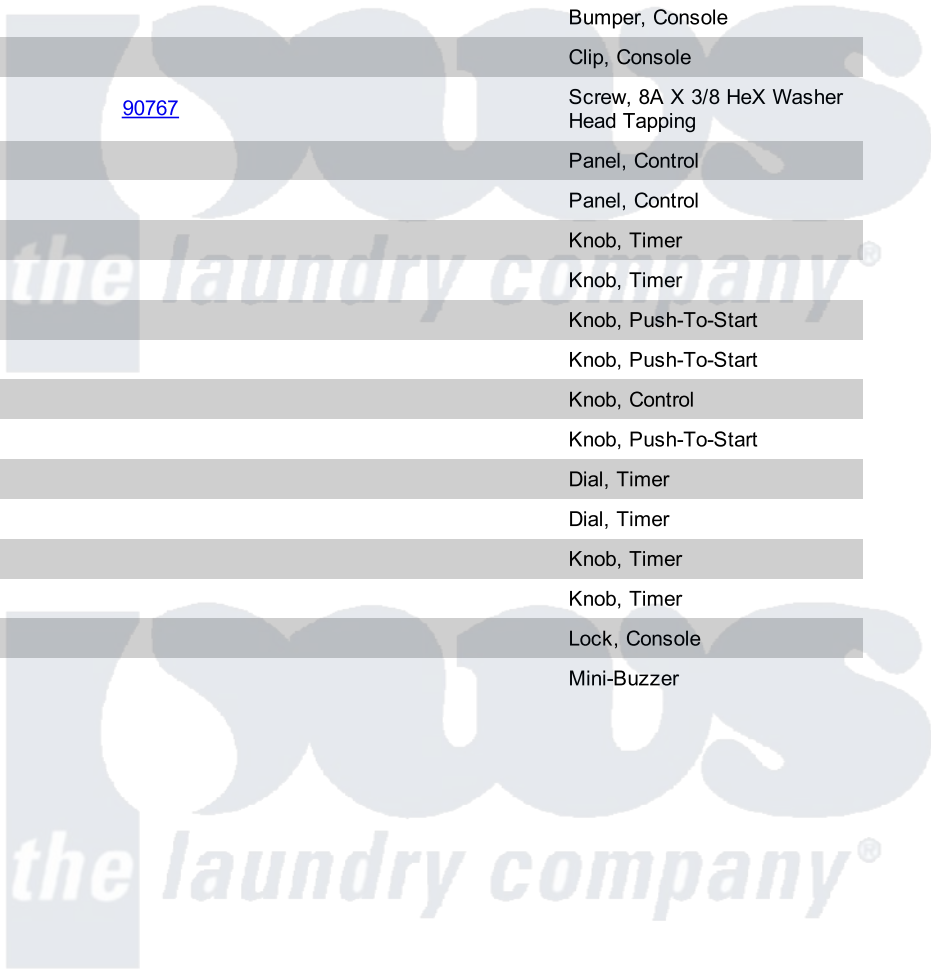 Bumper, Console
Clip, Console
90767
Screw, 8A X 3/8 HeX Washer
Head Tapping
Panel, Control
Panel, Control
Knob, Timer
Knob, Timer
Knob, Push-To-Start
Knob, Push-To-Start
Knob, Control
Knob, Push-To-Start
Dial, Timer
Dial, Timer
Knob, Timer
Knob, Timer
Lock, Console
Mini-Buzzer
pws
the laundry company®
pws
the laundry company®